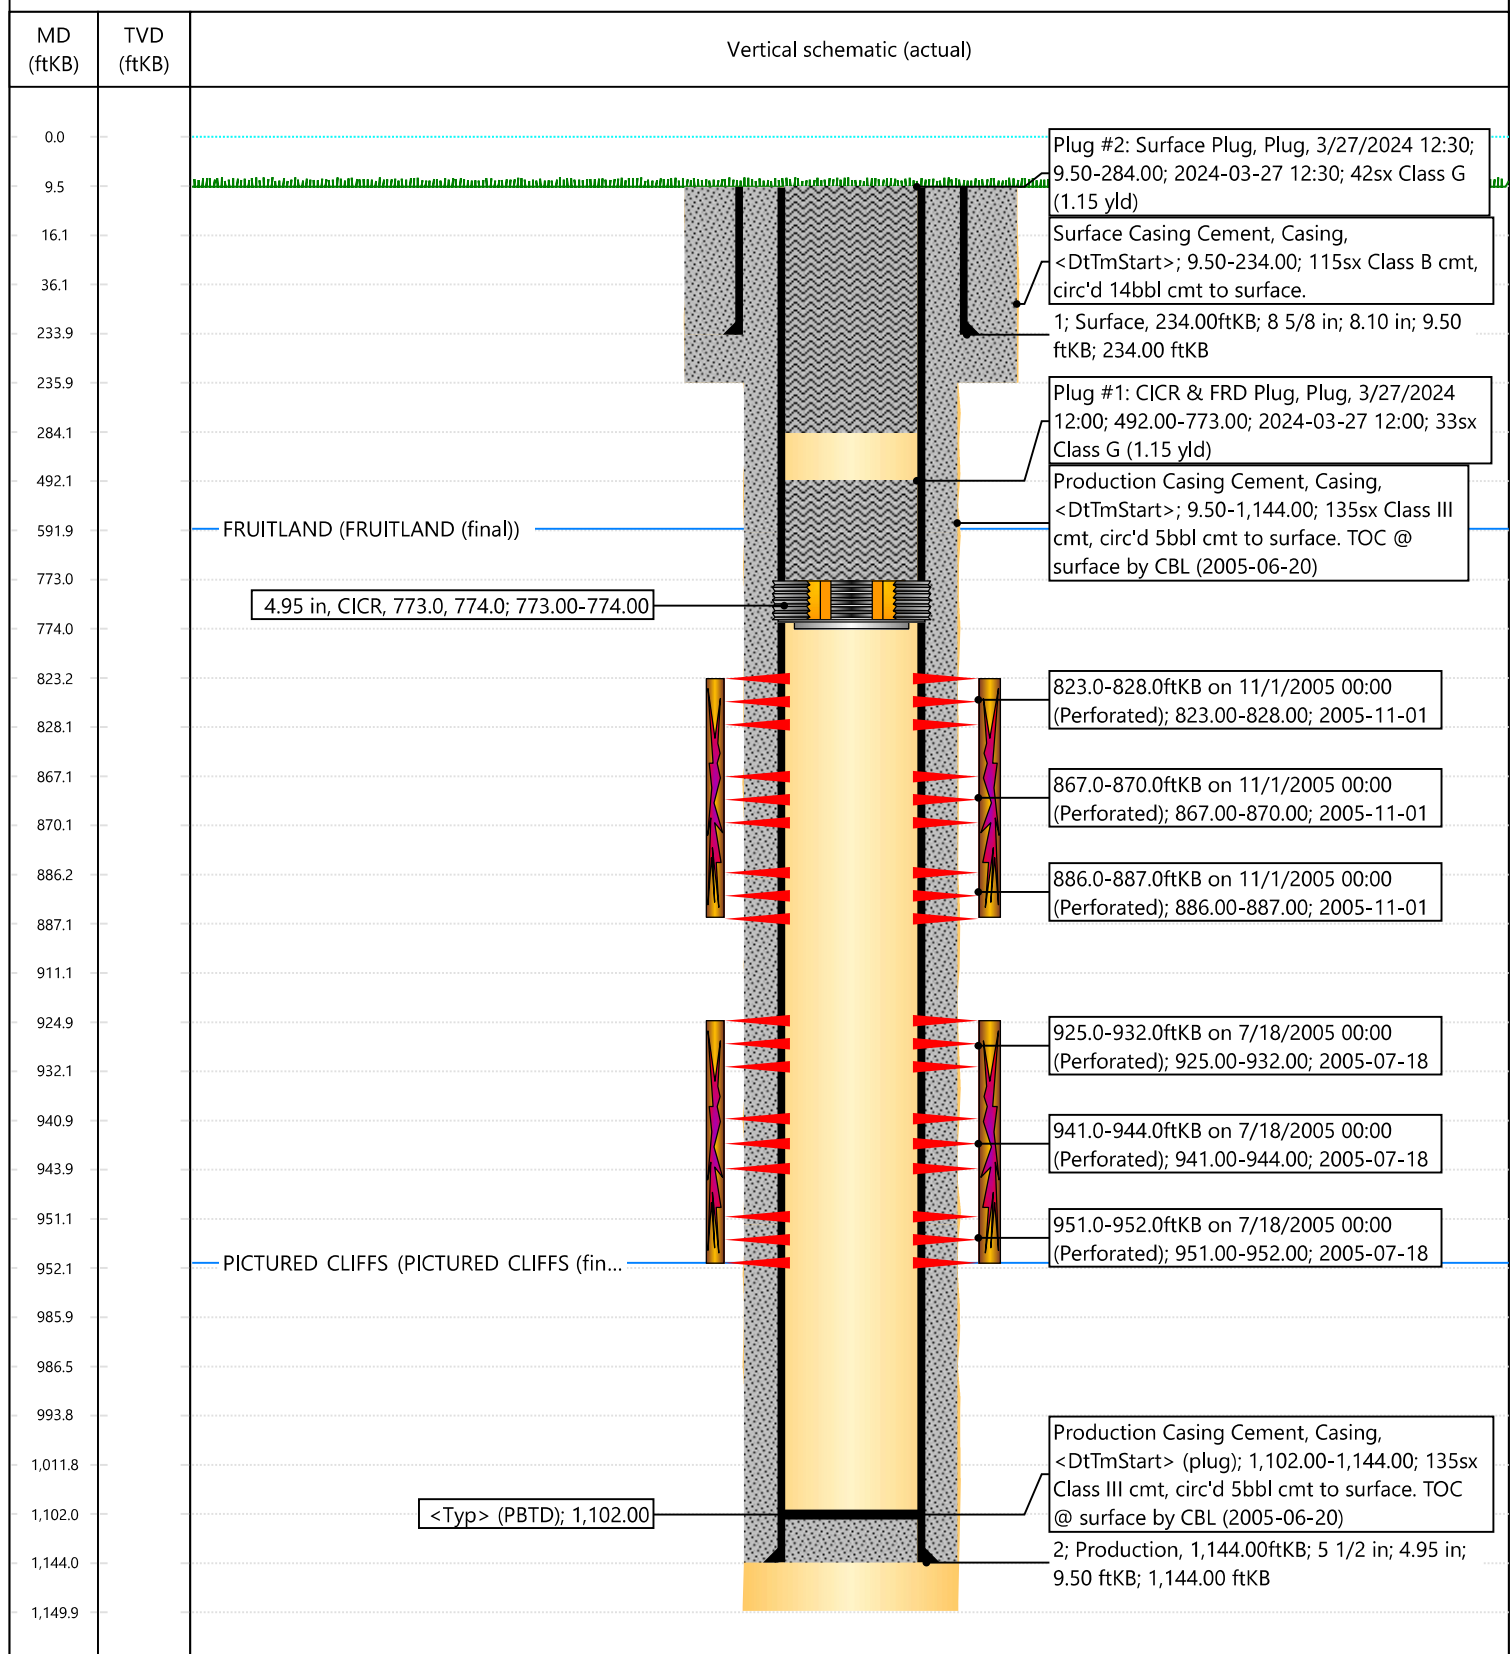 MD
(ftKB)
TVD
(ftKB)
Vertical schematic (actual)
0.0
9.5
16.1
36.1
233.9
235.9
284.1
492.1
591.9
773.0
774.0
823.2
828.1
867.1
870.1
886.2
887.1
911.1
924.9
932.1
940.9
943.9
951.1
952.1
985.9
986.5
993.8
1,011.8
1,102.0
1,144.0
1,149.9
FRUITLAND (FRUITLAND (final))
4.95 in, CICR, 773.0, 774.0; 773.00-774.00
PICTURED CLIFFS (PICTURED CLIFFS (fin...
<Typ> (PBTD); 1,102.00
Plug #2: Surface Plug, Plug, 3/27/2024 12:30;
9.50-284.00; 2024-03-27 12:30; 42sx Class G
(1.15 yld)
Surface Casing Cement, Casing,
<DtTmStart>; 9.50-234.00; 115sx Class B cmt,
circ'd 14bbl cmt to surface.
1; Surface, 234.00ftKB; 8 5/8 in; 8.10 in; 9.50
ftKB; 234.00 ftKB
Plug #1: CICR & FRD Plug, Plug, 3/27/2024
12:00; 492.00-773.00; 2024-03-27 12:00; 33sx
Class G (1.15 yld)
Production Casing Cement, Casing,
<DtTmStart>; 9.50-1,144.00; 135sx Class III
cmt, circ'd 5bbl cmt to surface. TOC @
surface by CBL (2005-06-20)
823.0-828.0ftKB on 11/1/2005 00:00
(Perforated); 823.00-828.00; 2005-11-01
867.0-870.0ftKB on 11/1/2005 00:00
(Perforated); 867.00-870.00; 2005-11-01
886.0-887.0ftKB on 11/1/2005 00:00
(Perforated); 886.00-887.00; 2005-11-01
925.0-932.0ftKB on 7/18/2005 00:00
(Perforated); 925.00-932.00; 2005-07-18
941.0-944.0ftKB on 7/18/2005 00:00
(Perforated); 941.00-944.00; 2005-07-18
951.0-952.0ftKB on 7/18/2005 00:00
(Perforated); 951.00-952.00; 2005-07-18
Production Casing Cement, Casing,
<DtTmStart> (plug); 1,102.00-1,144.00; 135sx
Class III cmt, circ'd 5bbl cmt to surface. TOC
@ surface by CBL (2005-06-20)
2; Production, 1,144.00ftKB; 5 1/2 in; 4.95 in;
9.50 ftKB; 1,144.00 ftKB